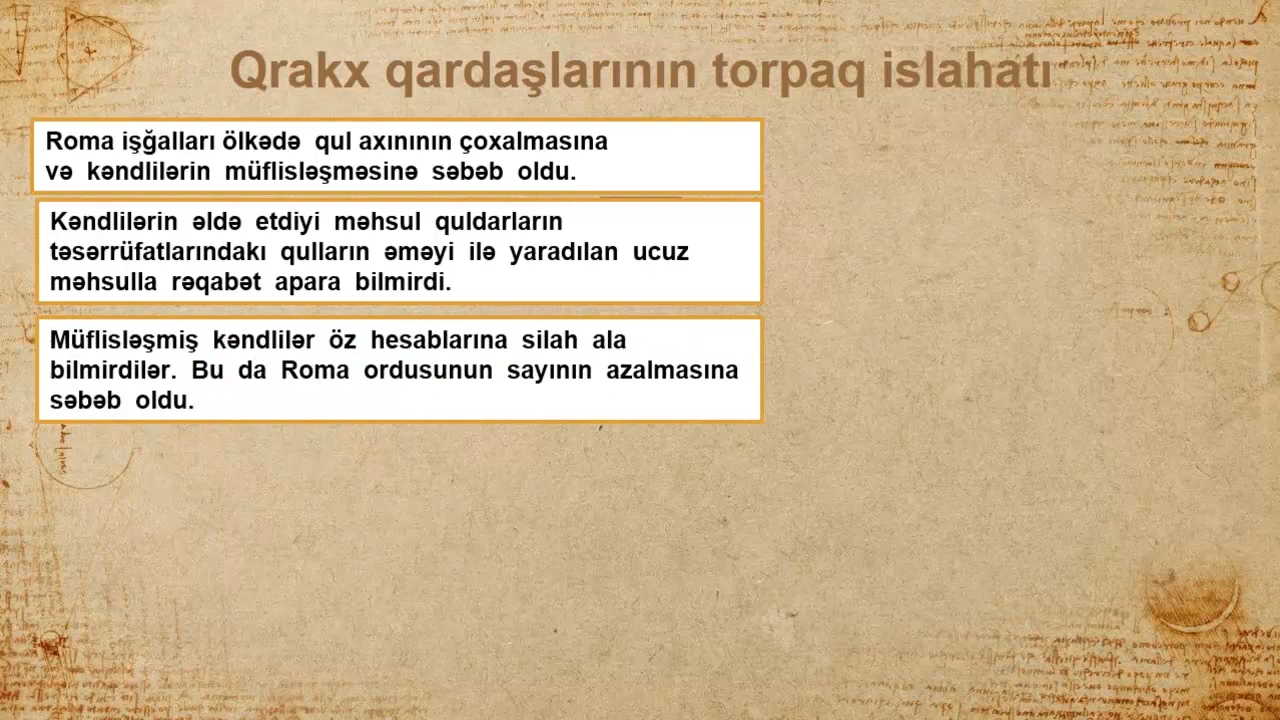 Qrakx qardaşlarının torpaq islahatı
Roma işğalları ölkədə qul axınının çoxalmasına
və kəndlilərin müflisləşməsinə səbəb oldu.
Kəndlilərin əldə etdiyi məhsul quldarların
təsərrüfatlarındakı qulların əməyi ilə yaradılan ucuz
məhsulla rəqabət apara bilmirdi.
Müflisləşmiş kəndlilər öz hesablarına silah ala
bilmirdilər. Bu da Roma ordusunun sayının azalmasına
səbəb oldu.